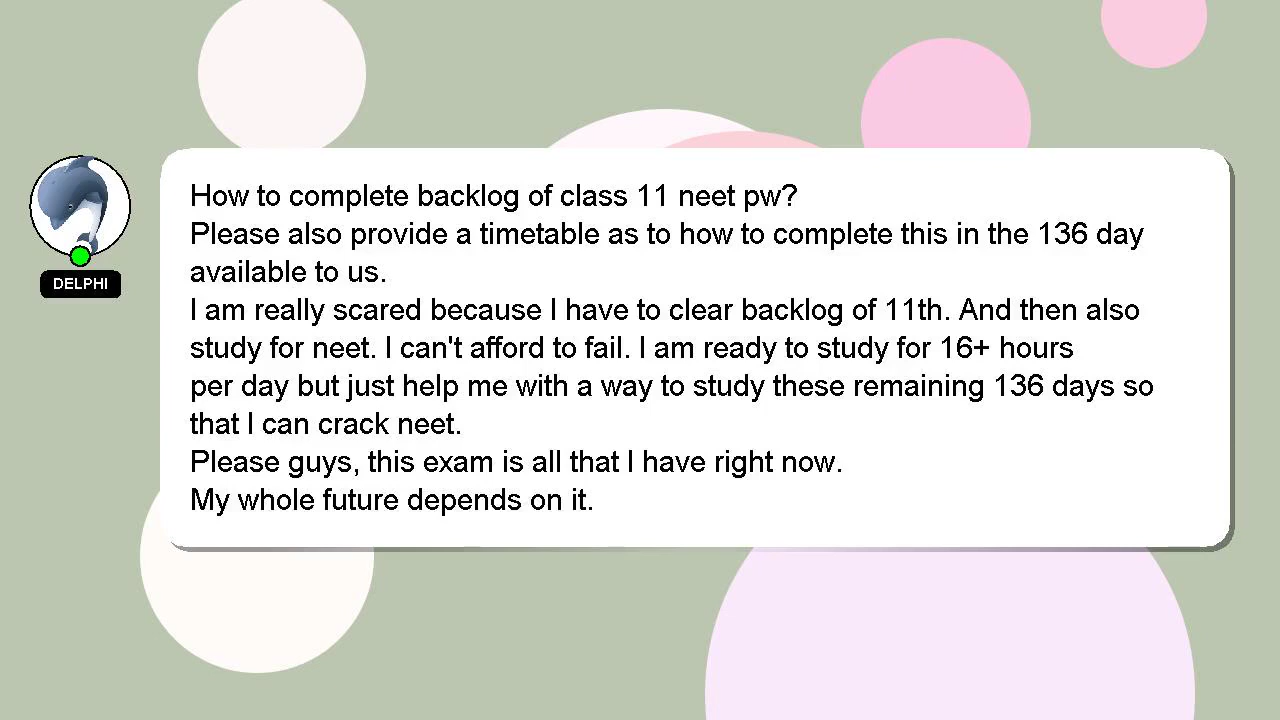 How to complete backlog of class 11 neet pw?
Please also provide a timetable as to how to complete this in the 136 day
available to us.
I am really scared because I have to clear backlog of 11th. And then also
study for neet. I can't afford to fail. I am ready to study for 16+ hours
per day but just help me with a way to study these remaining 136 days so
that I can crack neet.
Please guys, this exam is all that I have right now.
My whole future depends on it.
DELPHI